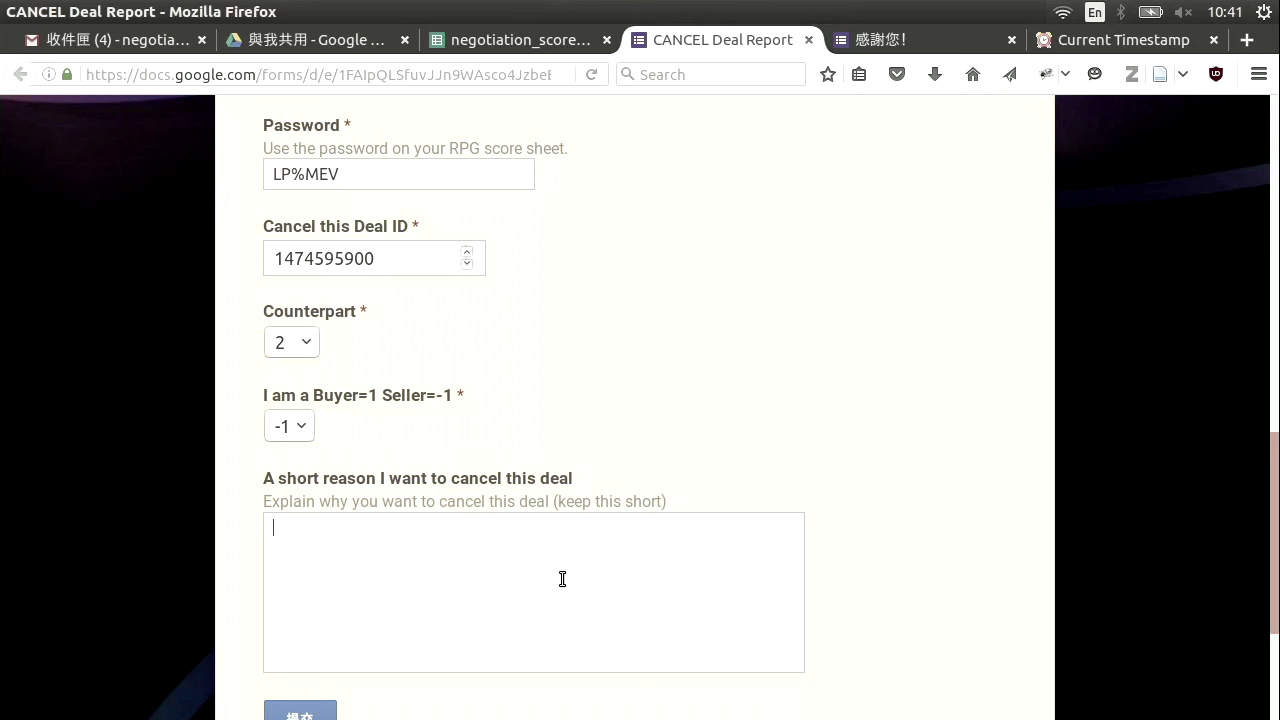 CANCEL Deal Report - Mozilla Firefox
En
10:41
收件匣 (4) - negotia...
與我共用 - Google ...
negotiation_score...
CANCEL Deal Report
感謝您!
Current Timestamp
https://docs.google.com/forms/d/e/1FAIpQLSfuvJJn9WAsco4JzbeE
Search
Password *
Use the password on your RPG score sheet.
LP%MEV
Cancel this Deal ID *
1474595900
Counterpart *
2
I am a Buyer=1 Seller=-1 *
-1
A short reason I want to cancel this deal
Explain why you want to cancel this deal (keep this short)
提交